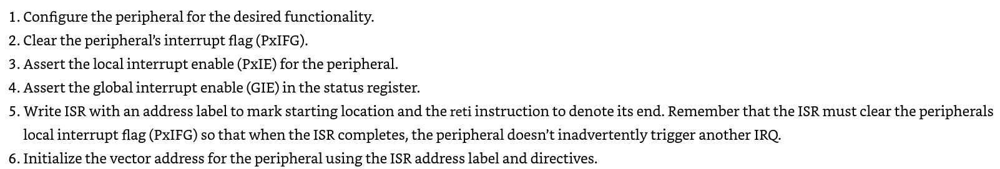 1. Configure the peripheral for the desired functionality.
2. Clear the peripheral’s interrupt flag (PxIFG).
3. Assert the local interrupt enable (PxIE) for the peripheral.
4. Assert the global interrupt enable (GIE) in the status register.
5. Write ISR with an address label to mark starting location and the reti instruction to denote its end. Remember that the ISR must clear the peripherals
local interrupt flag (PxIFG) so that when the ISR completes, the peripheral doesn’t inadvertently trigger another IRQ.
6. Initialize the vector address for the peripheral using the ISR address label and directives.